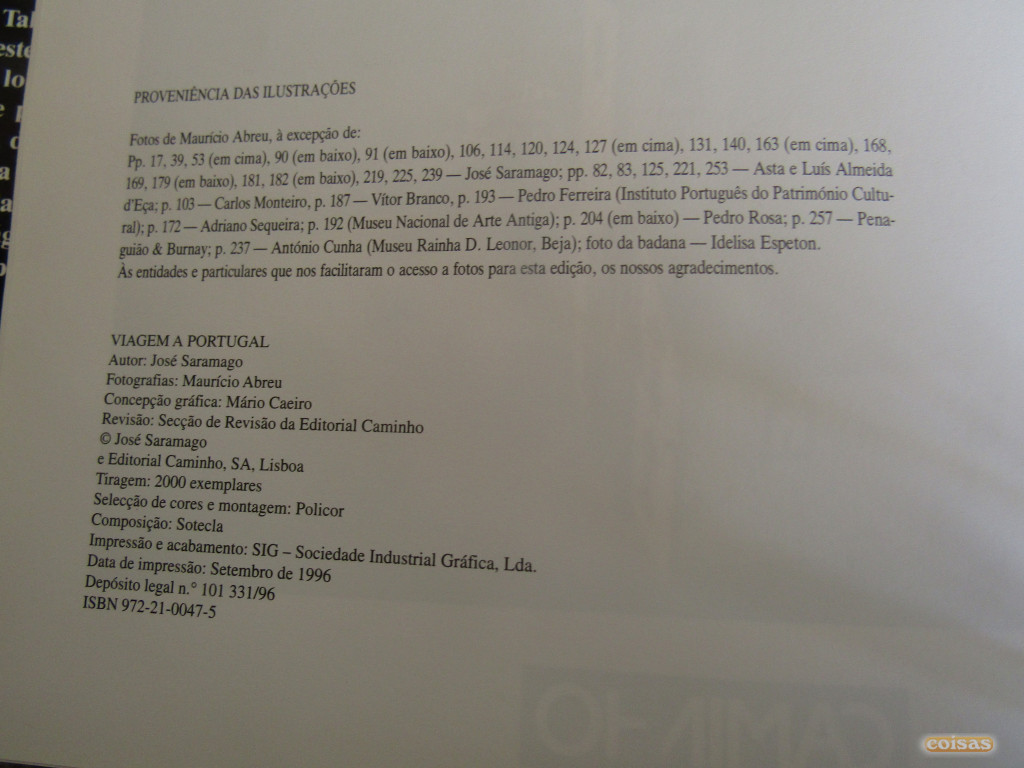 Tal
este
lo
e p
o
a
a
PROVENIÊNCIA DAS ILUSTRAÇÕES
Fotos de Maurício Abreu, à excepção de:
Pp. 17, 39, 53 (em cima), 90 (em baixo), 91 (em baixo), 106, 114, 120, 124, 127 (em cima), 131, 140, 163 (em cima), 168,
169, 179 (em baixo), 181, 182 (em baixo), 219, 225, 239 — José Saramago; pp. 82, 83, 125, 221, 253 — Asta e Luís Almeida
d'Eça; p. 103 — Carlos Monteiro, p. 187 — Vítor Branco, p. 193 — Pedro Ferreira (Instituto Português do Património Cultu-
ral); p. 172 — Adriano Sequeira; p. 192 (Museu Nacional de Arte Antiga); p. 204 (em baixo) — Pedro Rosa; p. 257 — Pena-
guião & Burnay; p. 237 — António Cunha (Museu Rainha D. Leonor, Beja); foto da badana — Idelisa Espeton.
Às entidades e particulares que nos facilitaram o acesso a fotos para esta edição, os nossos agradecimentos.
VIAGEM A PORTUGAL
Autor: José Saramago
Fotografias: Maurício Abreu
Concepção gráfica: Mário Caeiro
Revisão: Secção de Revisão da Editorial Caminho
© José Saramago
e Editorial Caminho, SA, Lisboa
Tiragem: 2000 exemplares
Selecção de cores e montagem: Policor
Composição: Sotecla
Impressão e acabamento: SIG – Sociedade Industrial Gráfica, Lda.
Data de impressão: Setembro de 1996
Depósito legal n.° 101 331/96
ISBN 972-21-0047-5
CAMINHO
coisas